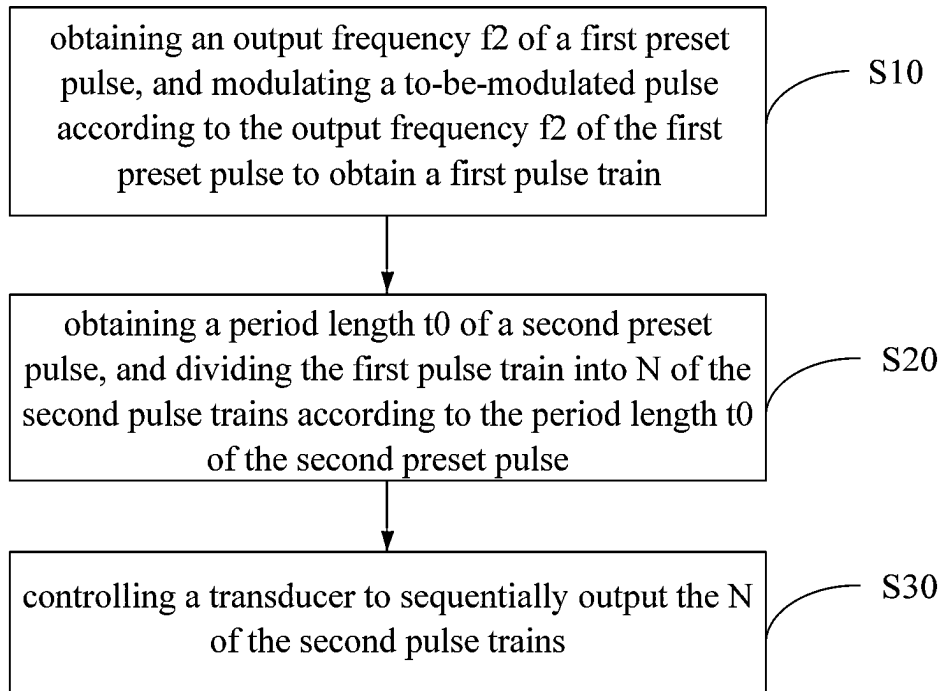 obtaining an output frequency f2 of a first preset
pulse, and modulating a to-be-modulated pulse
according to the output frequency f2 of the first
preset pulse to obtain a first pulse train
S10
obtaining a period length t0 of a second preset
pulse, and dividing the first pulse train into N of the
second pulse trains according to the period length t0
of the second preset pulse
S20
controlling a transducer to sequentially output the N
of the second pulse trains
S30